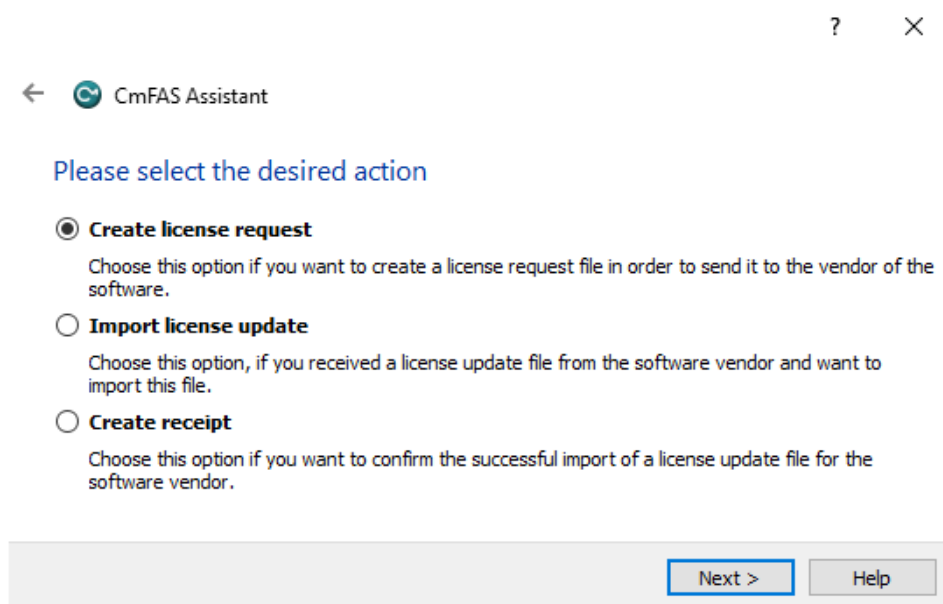 ?
CmFAS Assistant
Please select the desired action
Create license request
Choose this option if you want to create a license request file in order to send it to the vendor of the
software.
Import license update
Choose this option, if you received a license update file from the software vendor and want to
import this file.
Create receipt
Choose this option if you want to confirm the successful import of a license update file for the
software vendor.
Next >
Help